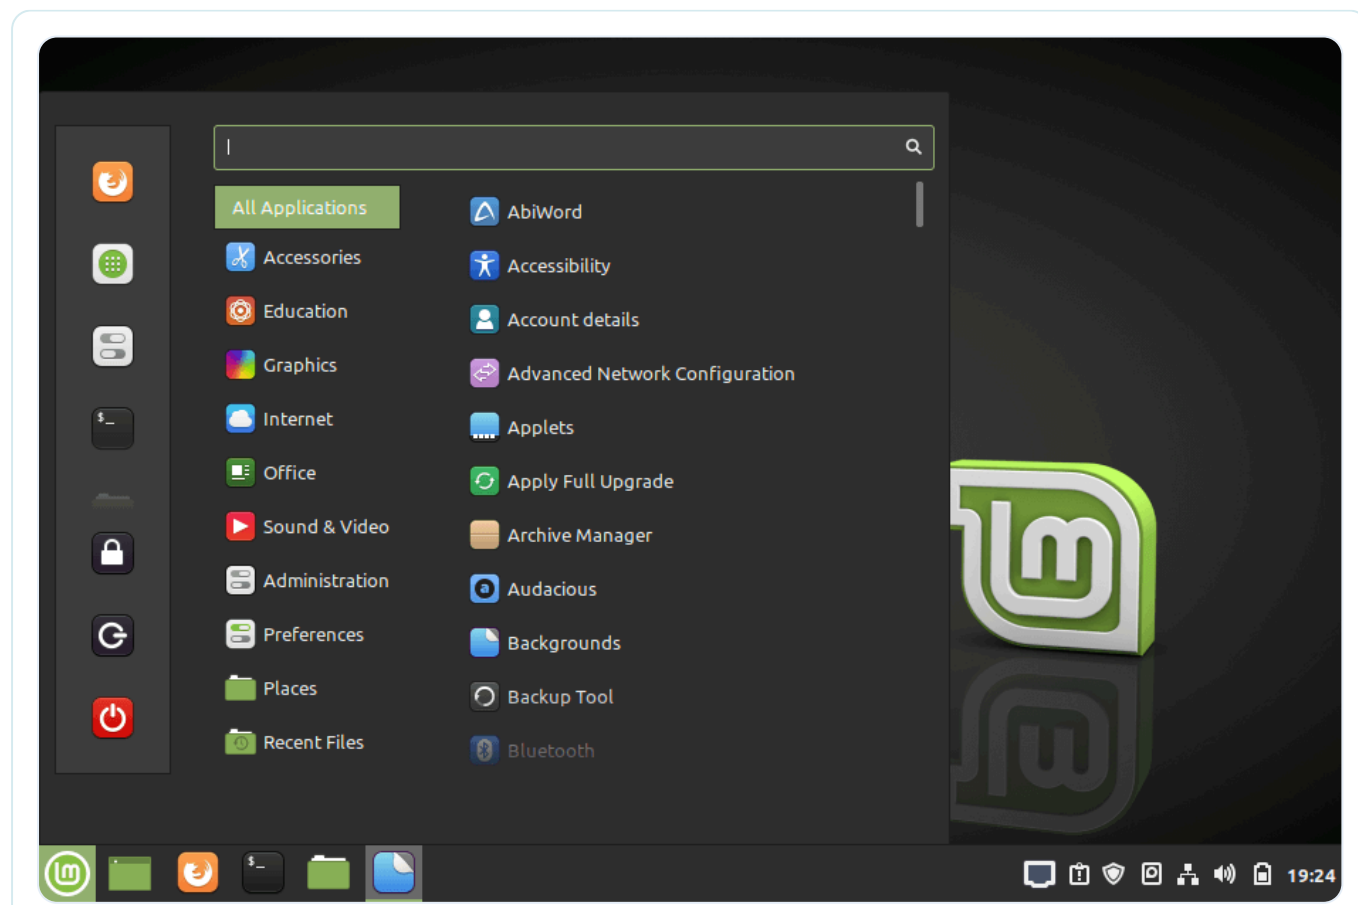 All Applications
Accessories
Education
Graphics
Internet
Office
Sound & Video
Administration
Preferences
Places
Recent Files
AbiWord
Accessibility
Account details
Advanced Network Configuration
Applets
Apply Full Upgrade
Archive Manager
Audacious
Backgrounds
Backup Tool
Bluetooth
$_
$_
19:24